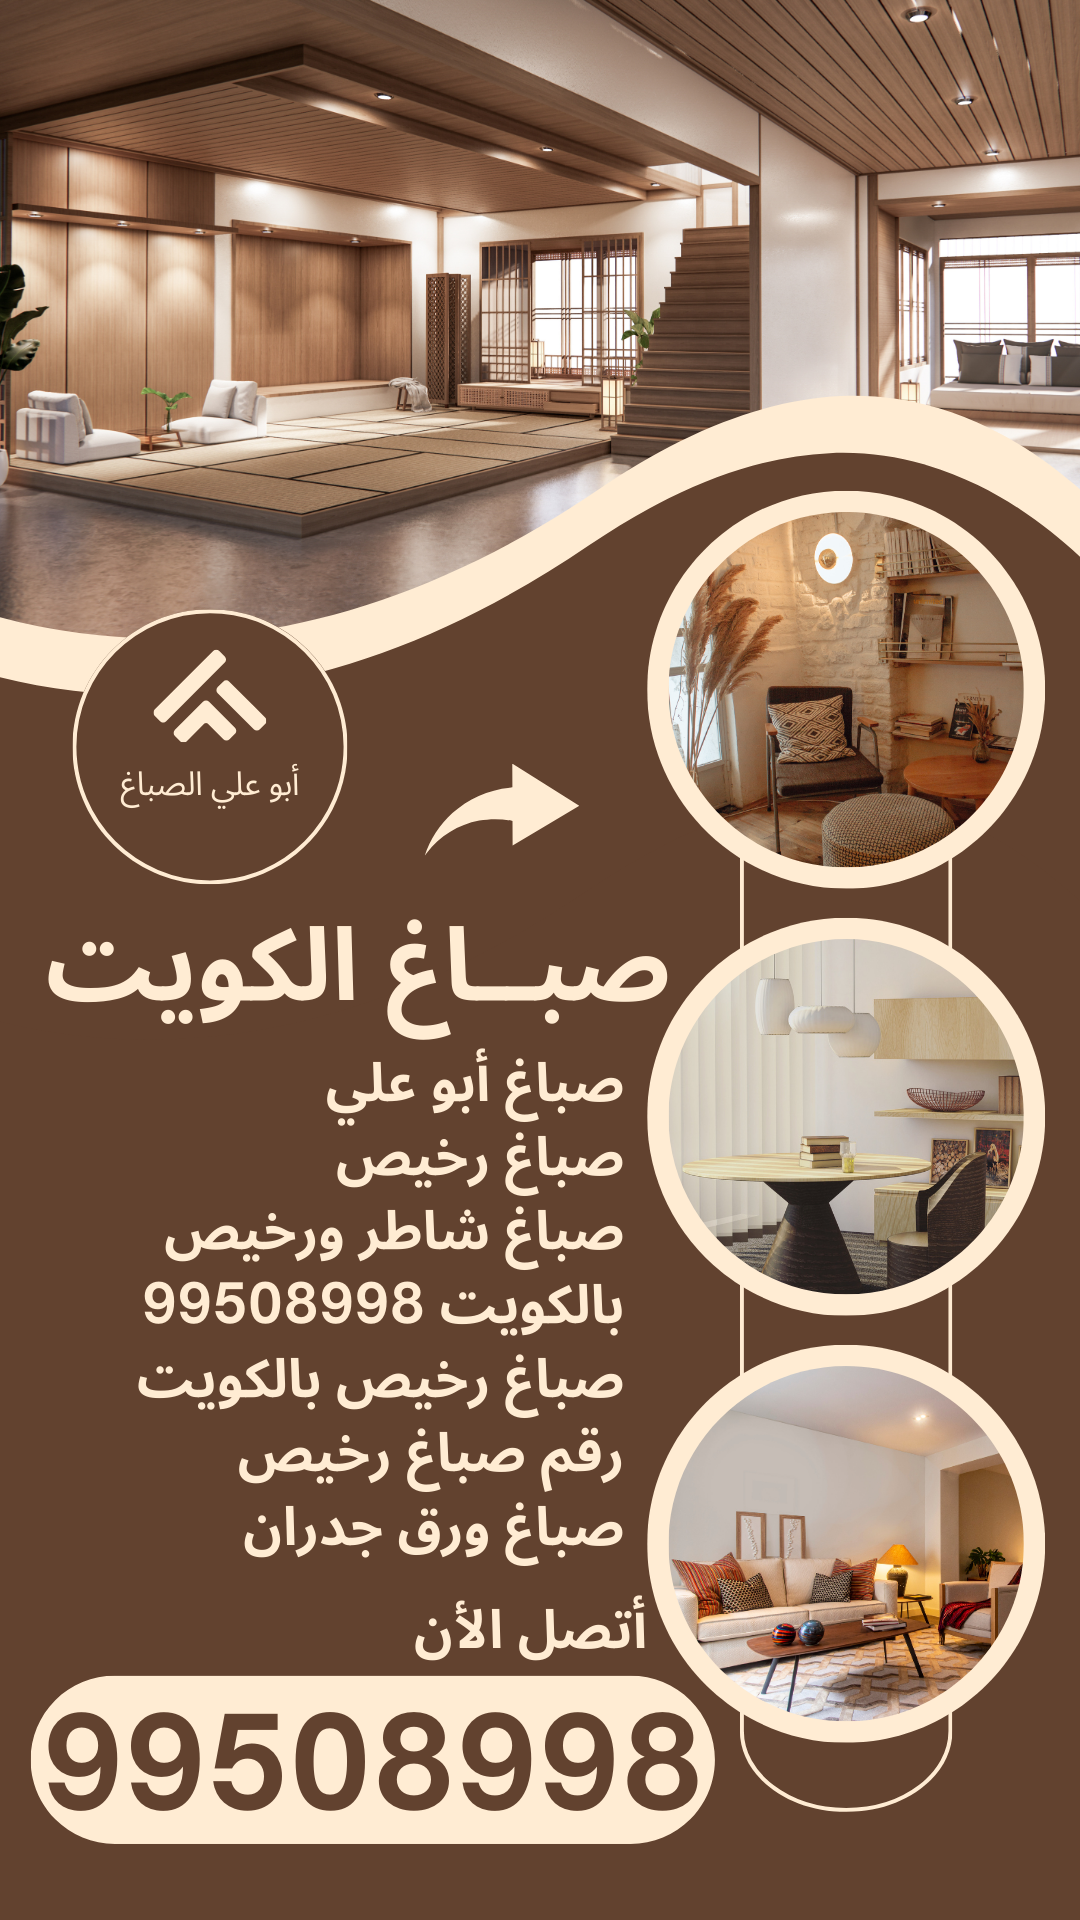 أبو علي الصباغ
صبــاغ الكويت
صباغ أبو علي
صباغ رخيص
صباغ شاطر ورخيص
بالكويت 99508998
صباغ رخيص بالكويت
رقم صباغ رخيص
صباغ ورق جدران
أتصل الأن
99508998